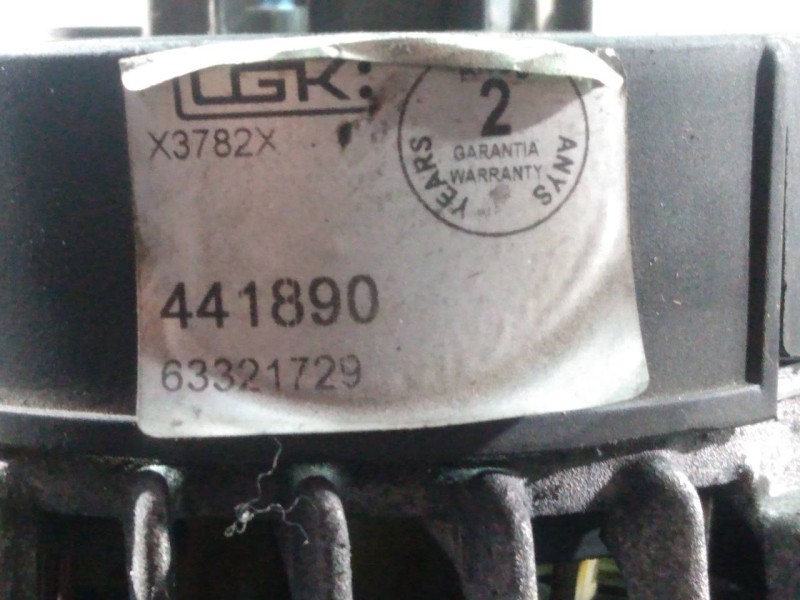 LGK:
X3782X
2
GARANTIA
WARRANTY
YEARS
ANYS
441890
63321729